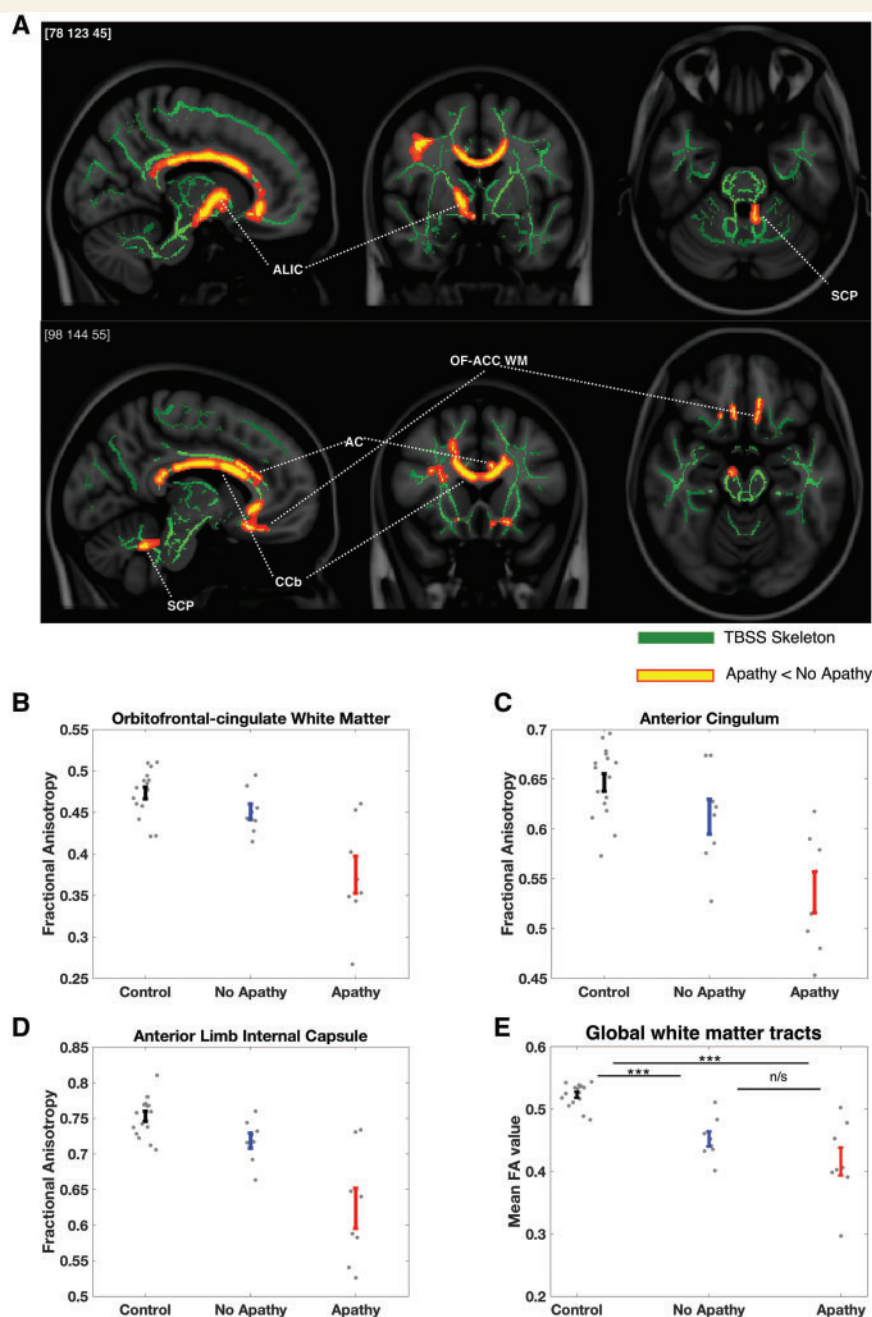 A
[78 123 45]
ALIC
SCP
[98 144 55]
OF-ACC WM
AC
SCP
CCb
TBSS Skeleton
Apathy < No Apathy
B
Orbitofrontal-cingulate White Matter
Fractional Anisotropy
0.55
0.5
0.45
0.4
0.35
0.3
0.25
Control
No Apathy
Apathy
C
Anterior Cingulum
Fractional Anisotropy
0.7
0.65
0.6
0.55
0.5
0.45
Control
No Apathy
Apathy
D
Anterior Limb Internal Capsule
Fractional Anisotropy
0.85
0.8
0.75
0.7
0.65
0.6
0.55
0.5
Control
No Apathy
Apathy
E
Global white matter tracts
Mean FA value
0.6
0.5
0.4
0.3
0.2
***
***
n/s
Control
No Apathy
Apathy